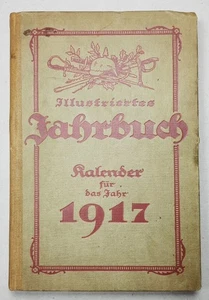 Illustriertes
Jahrbuch
Kalender
für
das Jahr
1917